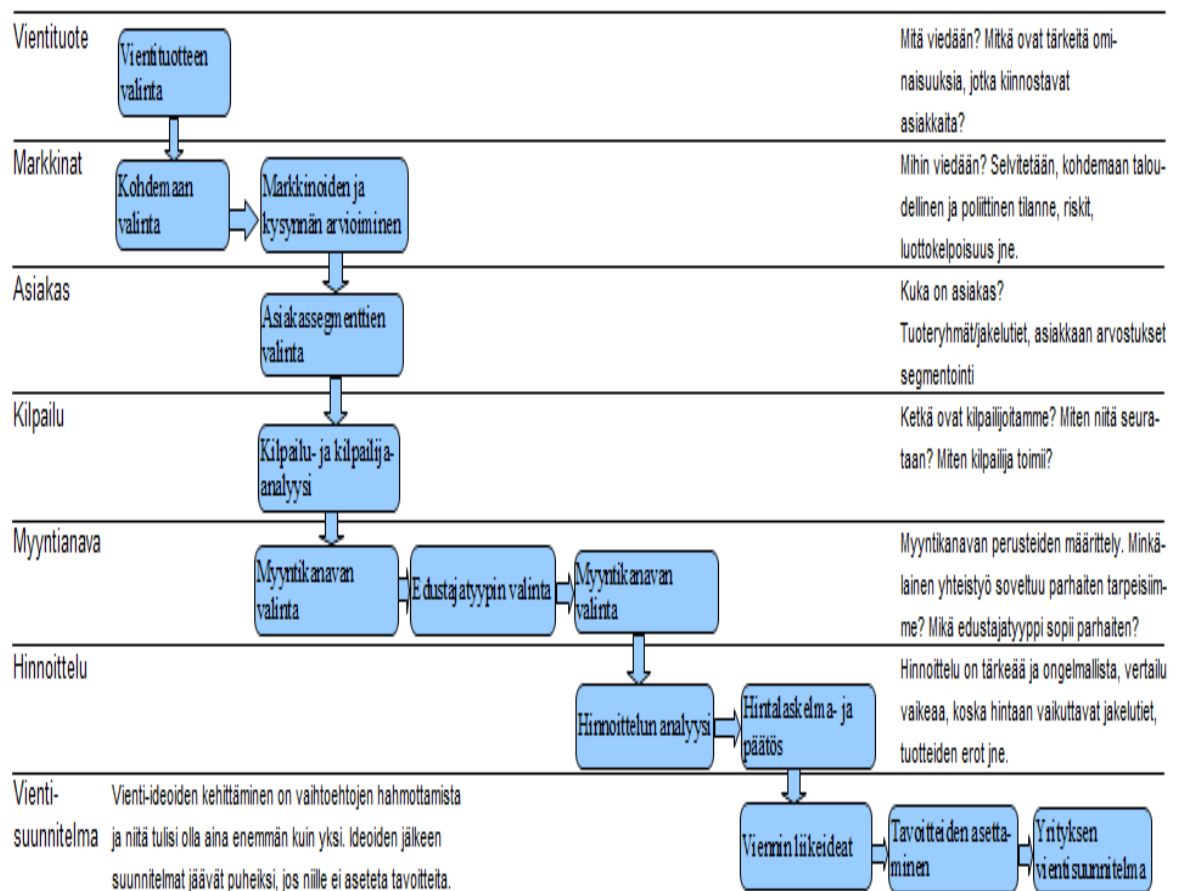 Vientituote
Vientituotteen
valinta
Mitä viedään? Mitkä ovat tärkeitä omi-
naisuuksia, jotka kiinnostavat
asiakkaita?
Markkinat
Kohdemaan
valinta
Markkinoiden ja
kysynnän arvioiminen
Mihin viedään? Selvitetään, kohdemaan talou-
dellinen ja poliittinen tilanne, riskit,
luottokelpoisuus jne.
Asiakas
Asiakassegmenttien
valinta
Kuka on asiakas?
Tuoteryhmät/jakelutiet, asiakkaan arvostukset
segmentointi
Kilpailu
Kilpailu- ja kilpailija-
analyysi
Ketkä ovat kilpailijoitamme? Miten niitä seura-
taan? Miten kilpailija toimii?
Myyntianava
Myyntikanavan
valinta
Edustajatyypin valinta
Myyntikanavan
valinta
Myyntikanavan perusteiden määrittely. Minkä-
lainen yhteistyö soveltuu parhaiten tarpeisiim-
me? Mikä edustajatyyppi sopii parhaiten?
Hinnoittelu
Hinnoittelun analyysi
Hintalaskelma- ja
päätös
Hinnoittelu on tärkeää ja ongelmallista, vertailu
vaikeaa, koska hintaan vaikuttavat jakelutiet,
tuotteiden erot jne.
Vienti-
suunnitelma
Vienti-ideoiden kehittäminen on vaihtoehtojen hahmottamista
ja niitä tulisi olla aina enemmän kuin yksi. Ideoiden jälkeen
suunnitelmat jäävät puheiksi, jos niille ei aseteta tavoitteita.
Viennin liikeideat
Tavoitteiden asetta-
minen
Yrityksen
vientisuunnitelma